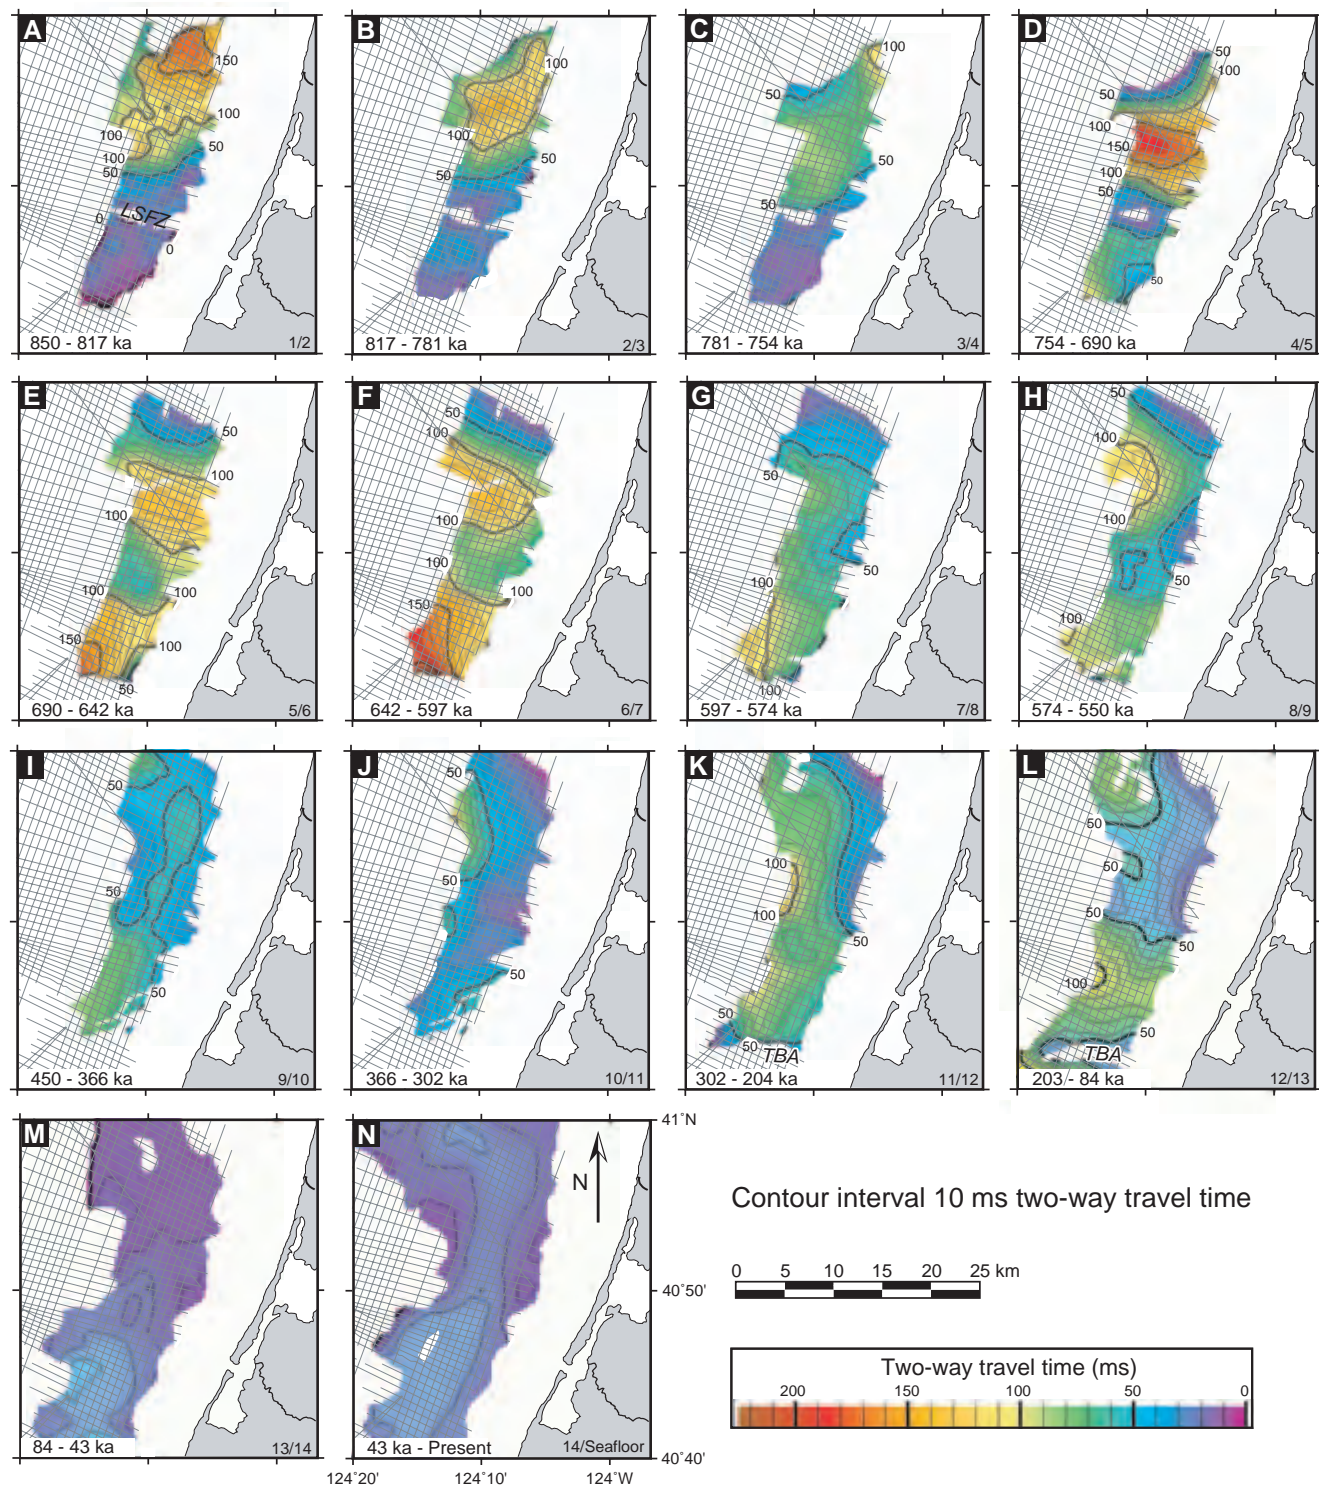 A
150
100
100
100
50
50
0
LSFZ
0
850 - 817 ka
1/2
B
100
100
50
50
817 - 781 ka
2/3
C
100
50
50
50
781 - 754 ka
3/4
D
50
100
50
100
150
100
50
50
754 - 690 ka
4/5
E
50
100
100
100
100
150
100
50
690 - 642 ka
5/6
F
50
100
100
100
100
150
642 - 597 ka
6/7
G
50
50
100
100
597 - 574 ka
7/8
H
50
100
100
50
100
574 - 550 ka
8/9
I
50
50
50
450 - 366 ka
9/10
J
50
50
50
366 - 302 ka
10/11
K
100
100
50
50
50
TBA
302 - 204 ka
11/12
L
50
50
50
50
100
50
TBA
203 - 84 ka
12/13
M
84 - 43 ka
13/14
N
N
43 ka - Present
14/Seafloor
41°N
40°50'
40°40'
124°20'
124°10'
124°W
Contour interval 10 ms two-way travel time
0 5 10 15 20 25 km
Two-way travel time (ms)
200 150 100 50 0